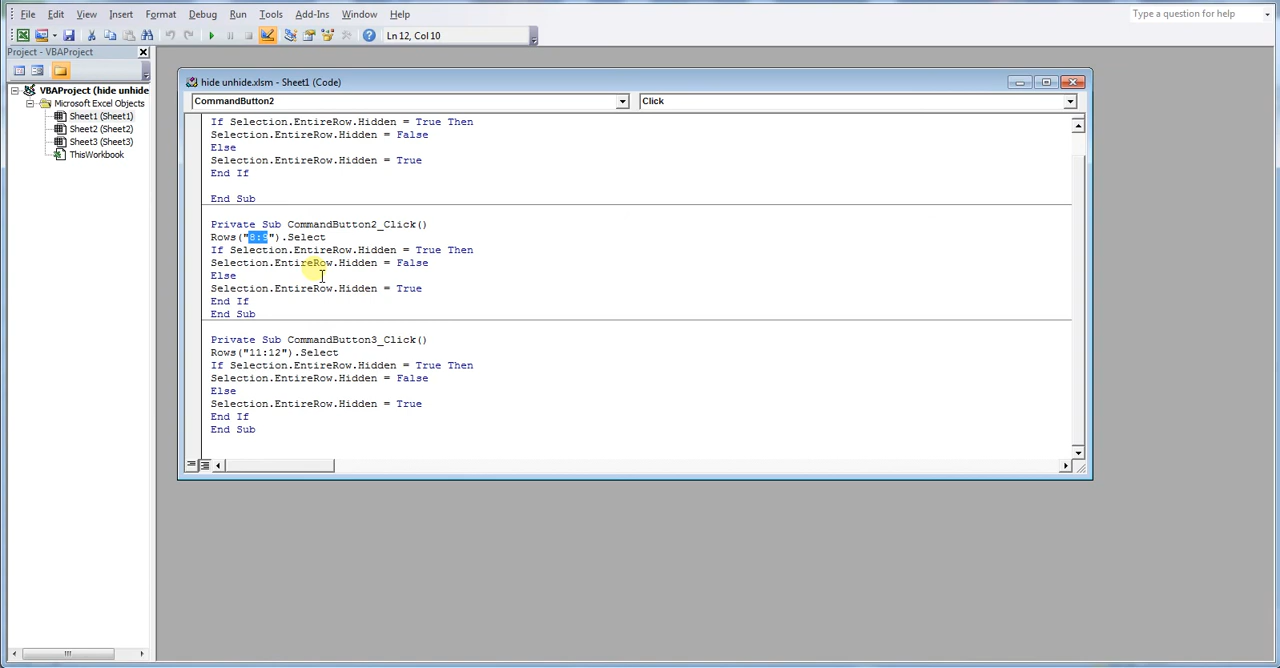 File Edit View Insert Format Debug Run Tools Add-Ins Window Help Type a question for help
Ln 12, Col 10
Project - VBAProject
VBAProject (hide unhide
Microsoft Excel Objects
Sheet1 (Sheet1)
Sheet2 (Sheet2)
Sheet3 (Sheet3)
ThisWorkbook
hide unhide.xlsm - Sheet1 (Code)
CommandButton2 Click
If Selection.EntireRow.Hidden = True Then
Selection.EntireRow.Hidden = False
Else
Selection.EntireRow.Hidden = True
End If
End Sub
Private Sub CommandButton2_Click()
Rows("8:9").Select
If Selection.EntireRow.Hidden = True Then
Selection.EntireRow.Hidden = False
Else
Selection.EntireRow.Hidden = True
End If
End Sub
Private Sub CommandButton3_Click()
Rows("11:12").Select
If Selection.EntireRow.Hidden = True Then
Selection.EntireRow.Hidden = False
Else
Selection.EntireRow.Hidden = True
End If
End Sub